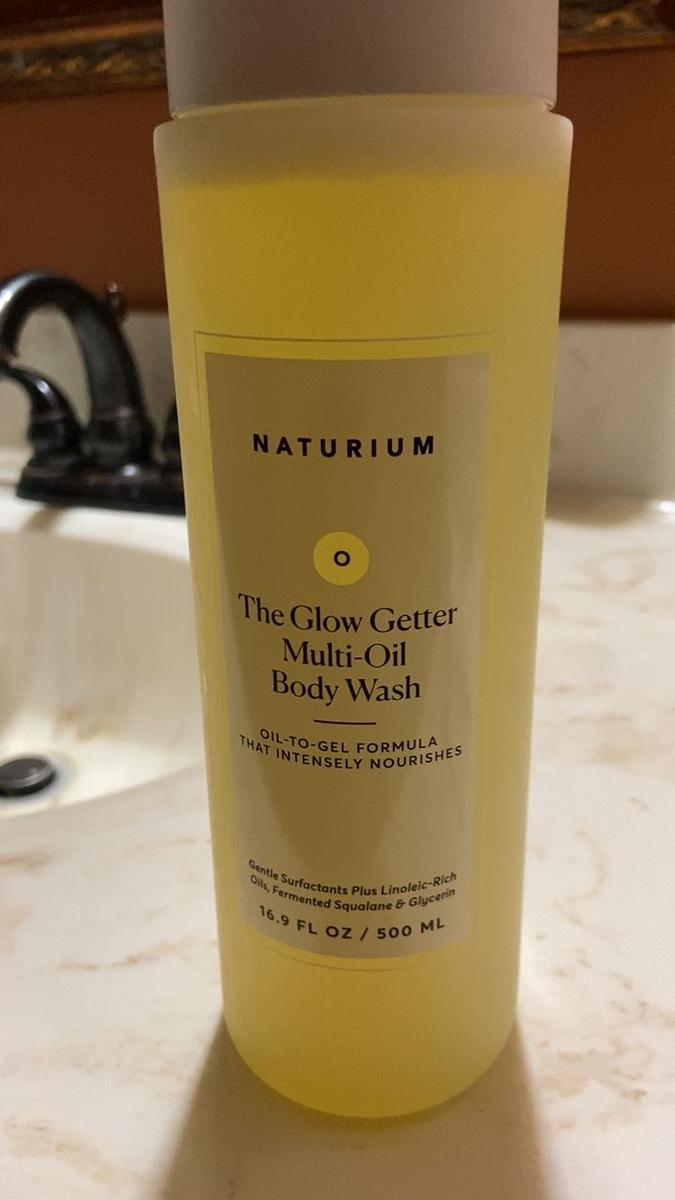 NATURIUM
O
The Glow Getter
Multi-Oil
Body Wash
OIL-TO-GEL FORMULA
THAT INTENSELY NOURISHES
Gentle Surfactants Plus Linoleic-Rich
Oils, Fermented Squalane & Glycerin
16.9 FL OZ / 500 ML